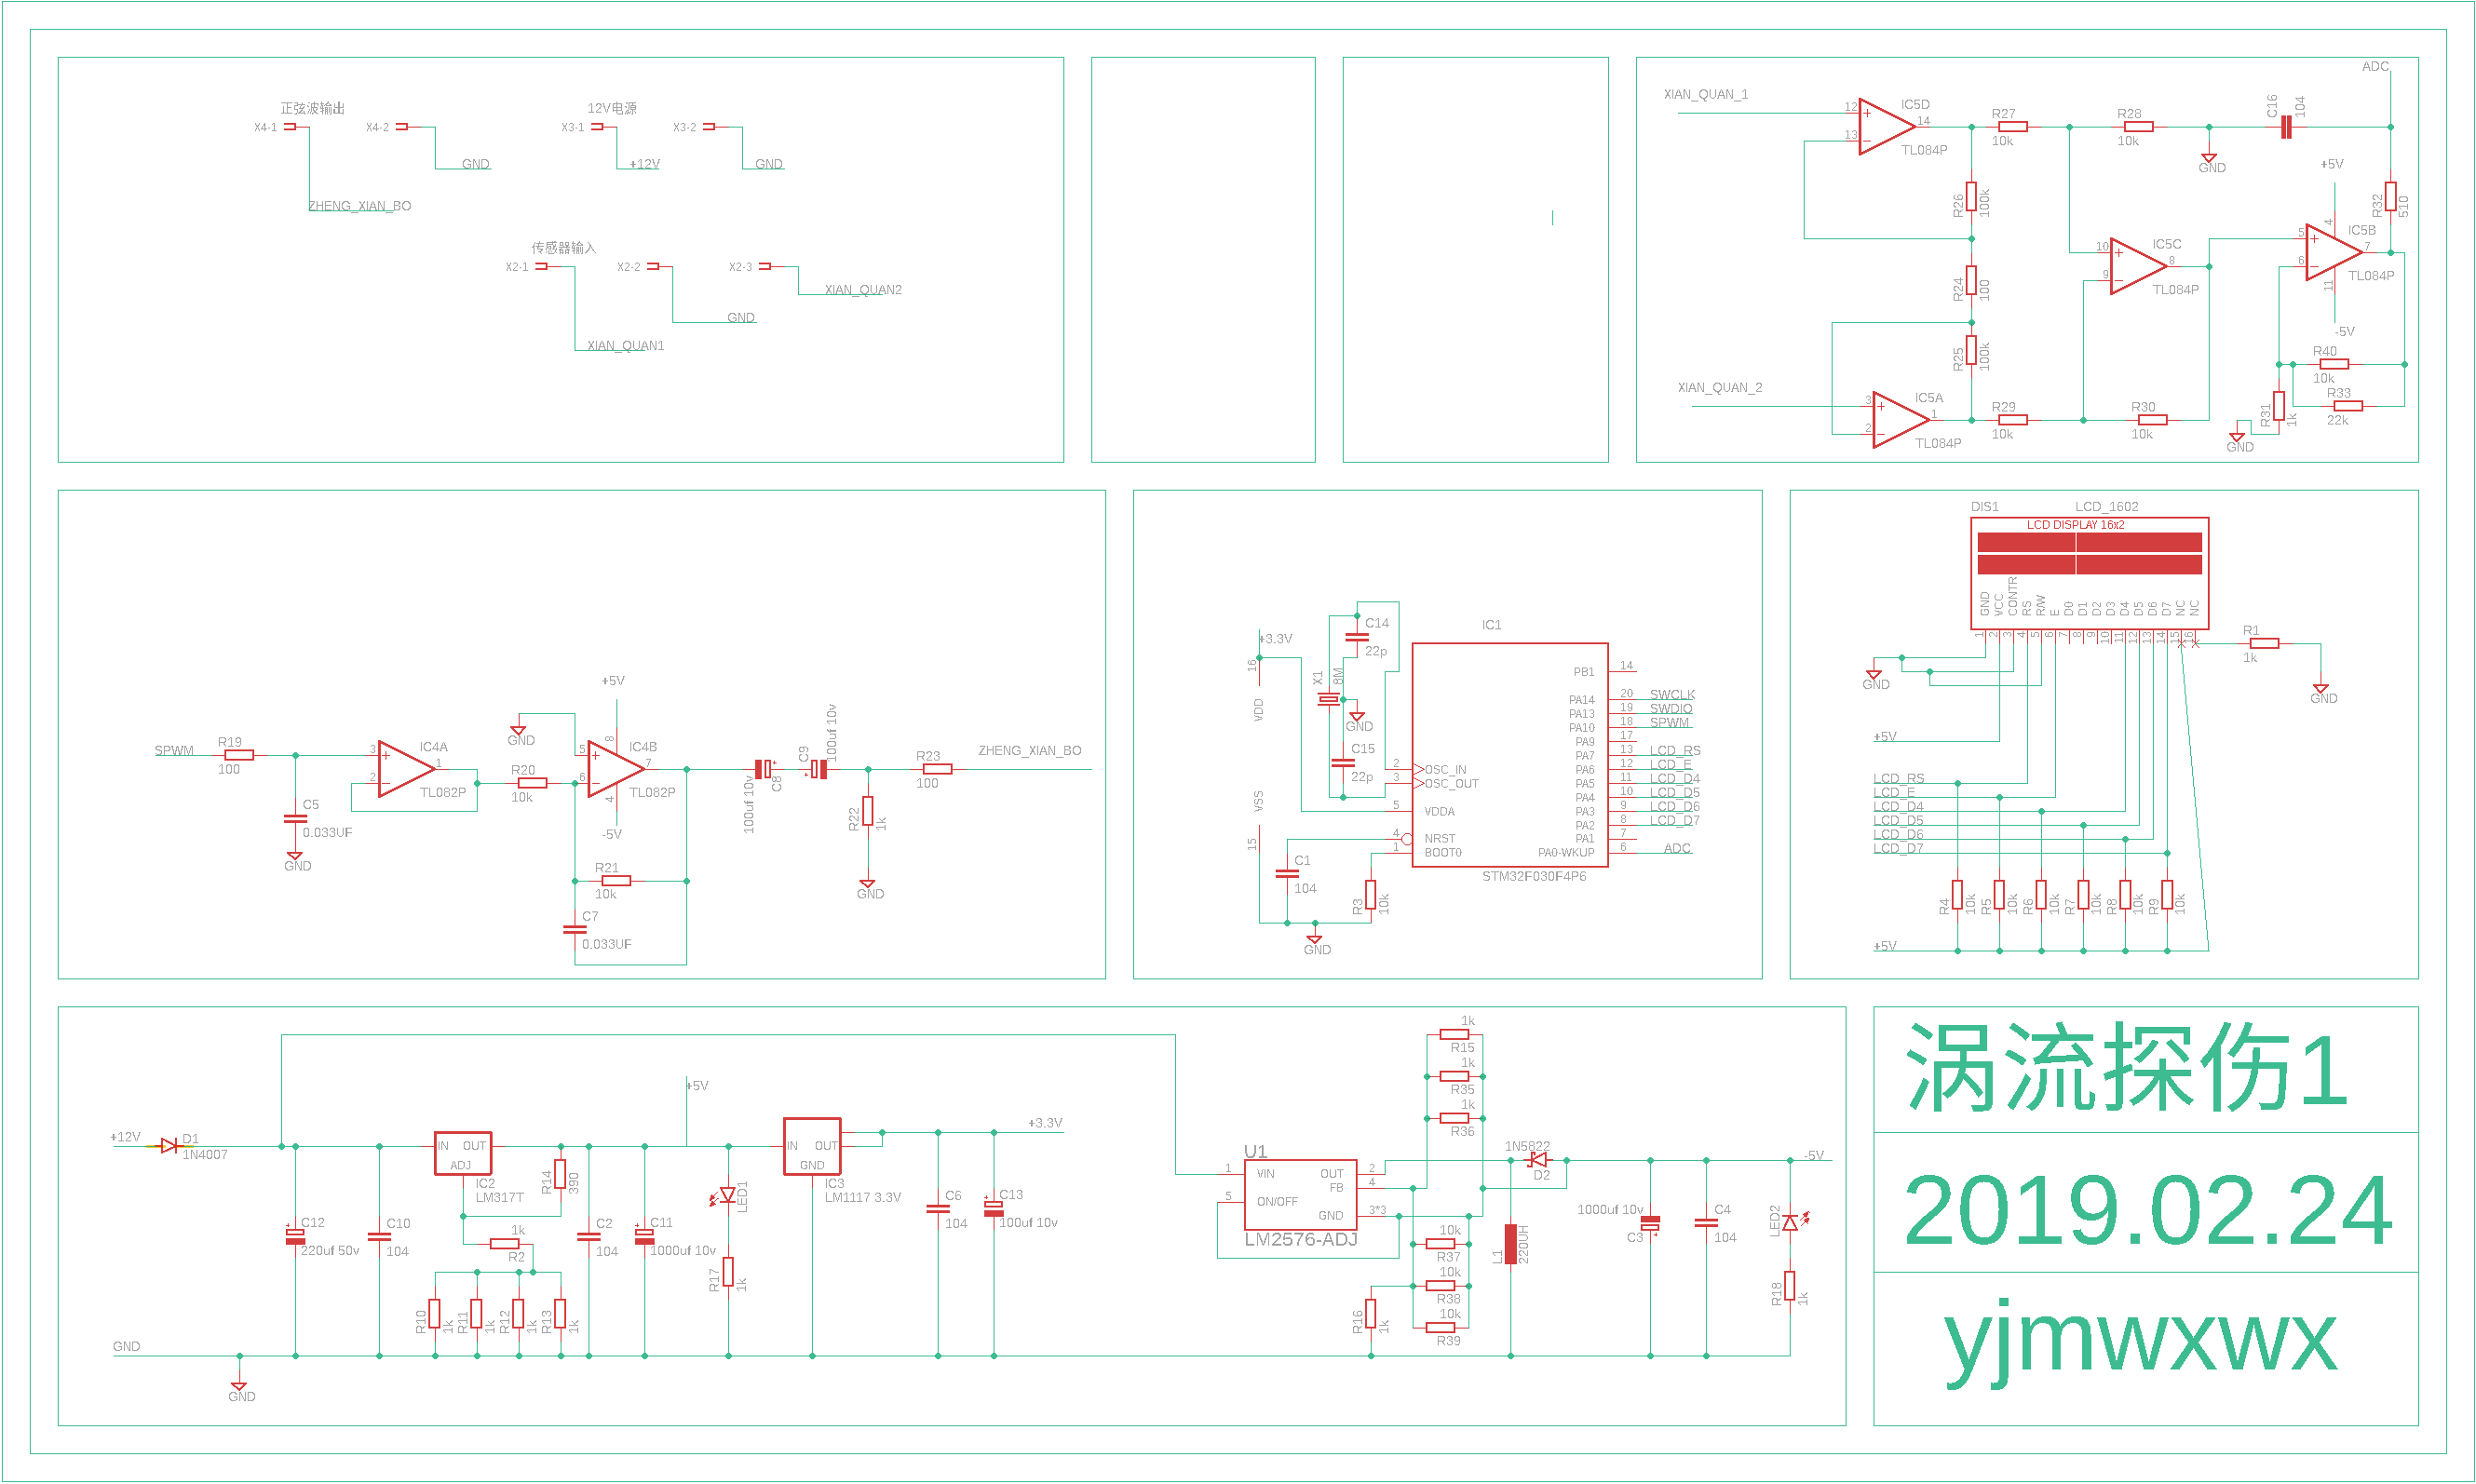 正弦波输出
X4-1
X4-2
GND
ZHENG_XIAN_BO
12V电源
X3-1
X3-2
+12V
GND
传感器输入
X2-1
X2-2
X2-3
XIAN_QUAN2
GND
XIAN_QUAN1
ADC
XIAN_QUAN_1
12
13
14
IC5D
TL084P
R27
10k
R28
10k
C16
104
GND
+5V
R32
510
R26
100k
R24
100
R25
100k
10
9
8
IC5C
TL084P
5
6
7
4
11
IC5B
TL084P
-5V
R40
10k
R33
22k
R31
1k
GND
XIAN_QUAN_2
3
2
1
IC5A
TL084P
R29
10k
R30
10k
SPWM
R19
100
C5
0.033UF
GND
3
2
1
IC4A
TL082P
R20
10k
GND
+5V
5
6
7
8
4
IC4B
TL082P
-5V
R21
10k
C7
0.033UF
100uf 10v
C8
C9
100uf 10v
R22
1k
GND
R23
100
ZHENG_XIAN_BO
+3.3V
16
VDD
VSS
15
X1
8M
C14
22p
GND
C15
22p
C1
104
R3
10k
GND
IC1
2 OSC_IN
3 OSC_OUT
5 VDDA
4 NRST
1 BOOT0
PB1 14
PA14 20 SWCLK
PA13 19 SWDIO
PA10 18 SPWM
PA9 17
PA7 13 LCD_RS
PA6 12 LCD_E
PA5 11 LCD_D4
PA4 10 LCD_D5
PA3 9 LCD_D6
PA2 8 LCD_D7
PA1 7
PA0-WKUP 6 ADC
STM32F030F4P6
DIS1
LCD_1602
LCD DISPLAY 16x2
GND VCC CONTR RS R/W E D0 D1 D2 D3 D4 D5 D6 D7 NC NC
1 2 3 4 5 6 7 8 9 10 11 12 13 14 15 16
R1
1k
GND
GND
+5V
LCD_RS
LCD_E
LCD_D4
LCD_D5
LCD_D6
LCD_D7
R4 10k R5 10k R6 10k R7 10k R8 10k R9 10k
+5V
+12V
D1
1N4007
C12
220uf 50v
C10
104
IN OUT
ADJ
IC2
LM317T
R14
390
1k
R2
R10 1k R11 1k R12 1k R13 1k
C2
104
C11
1000uf 10v
+5V
LED1
R17
1k
IN OUT
GND
IC3
LM1117 3.3V
C6
104
C13
100uf 10v
+3.3V
GND
GND
U1
1 VIN
5 ON/OFF
OUT 2
FB 4
GND 3*3
LM2576-ADJ
1k
R15
1k
R35
1k
R36
10k
R37
10k
R38
10k
R39
R16
1k
L1
220UH
1N5822
D2
1000uf 10v
C3
C4
104
LED2
R18
1k
-5V
涡流探伤1
2019.02.24
yjmwxwx